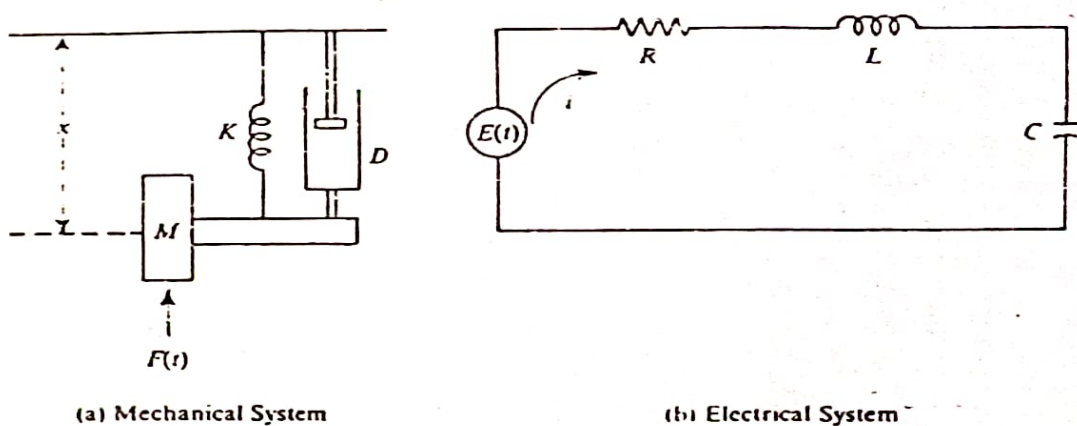 x
K
D
M
F(t)
(a) Mechanical System
R
L
i
E(t)
C
(b) Electrical System